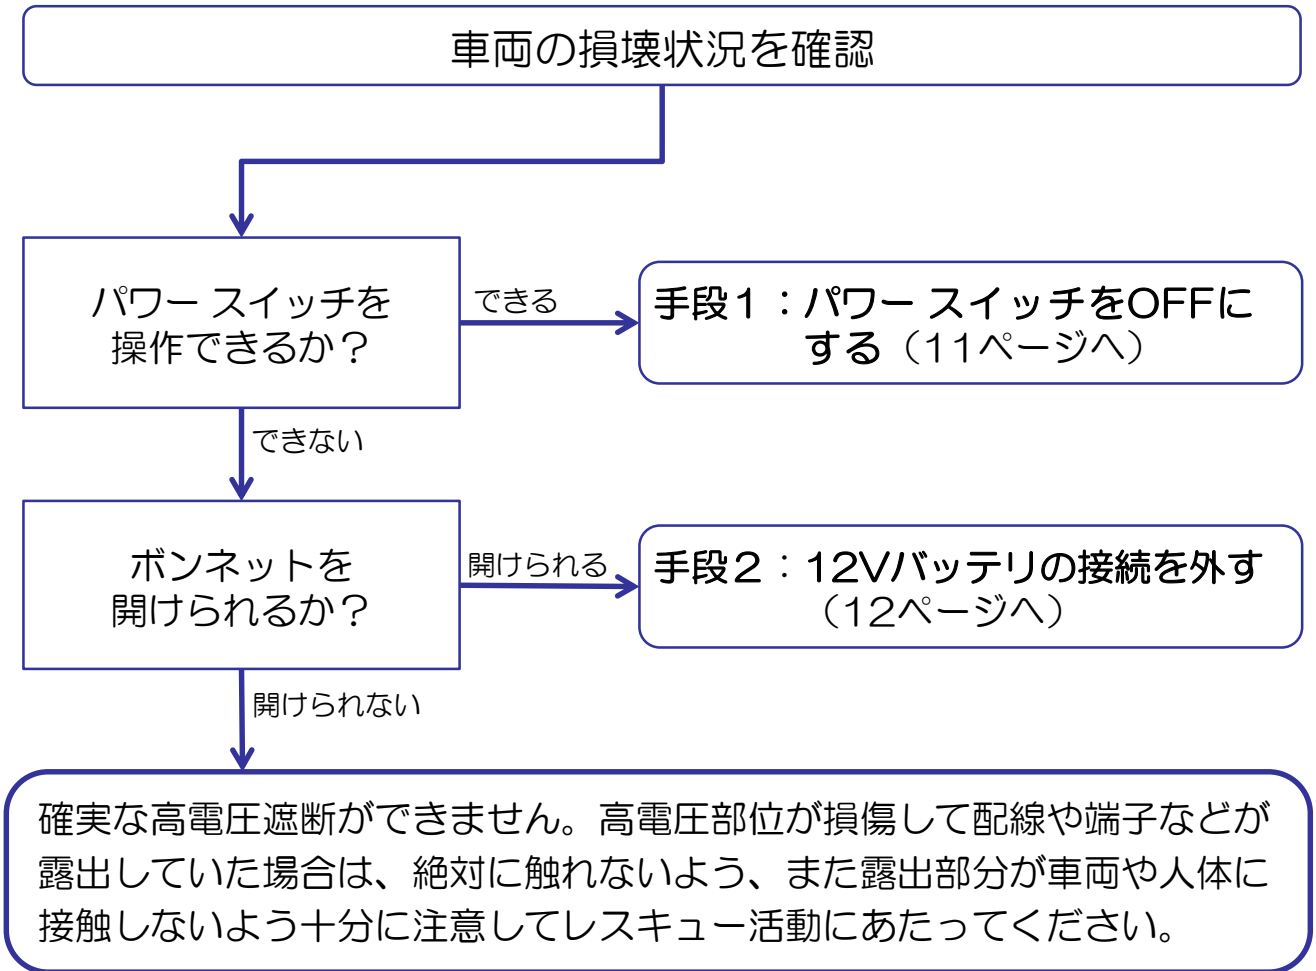 車両の損壊状況を確認
パワー スイッチを
操作できるか？
できる
手段１：パワー スイッチをOFFに
する（11ページへ）
できない
ボンネットを
開けられるか？
開けられる
手段２：12Vバッテリの接続を外す
（12ページへ）
開けられない
確実な高電圧遮断ができません。高電圧部位が損傷して配線や端子などが
露出していた場合は、絶対に触れないよう、また露出部分が車両や人体に
接触しないよう十分に注意してレスキュー活動にあたってください。